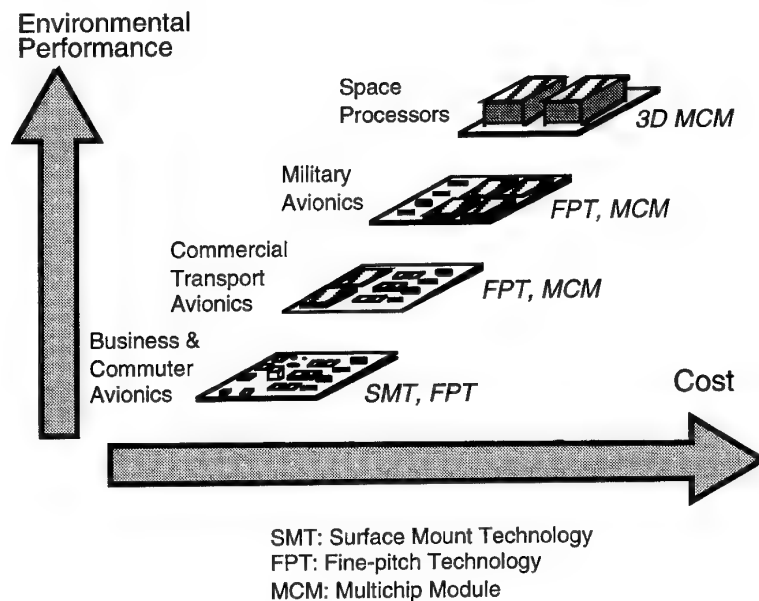 Environmental
Performance
Space
Processors
3D MCM
Military
Avionics
FPT, MCM
Commercial
Transport
Avionics
FPT, MCM
Business &
Commuter
Avionics
SMT, FPT
Cost
SMT: Surface Mount Technology
FPT: Fine-pitch Technology
MCM: Multichip Module